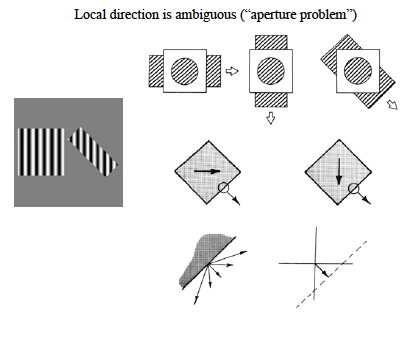 Local direction is ambiguous (“aperture problem”)